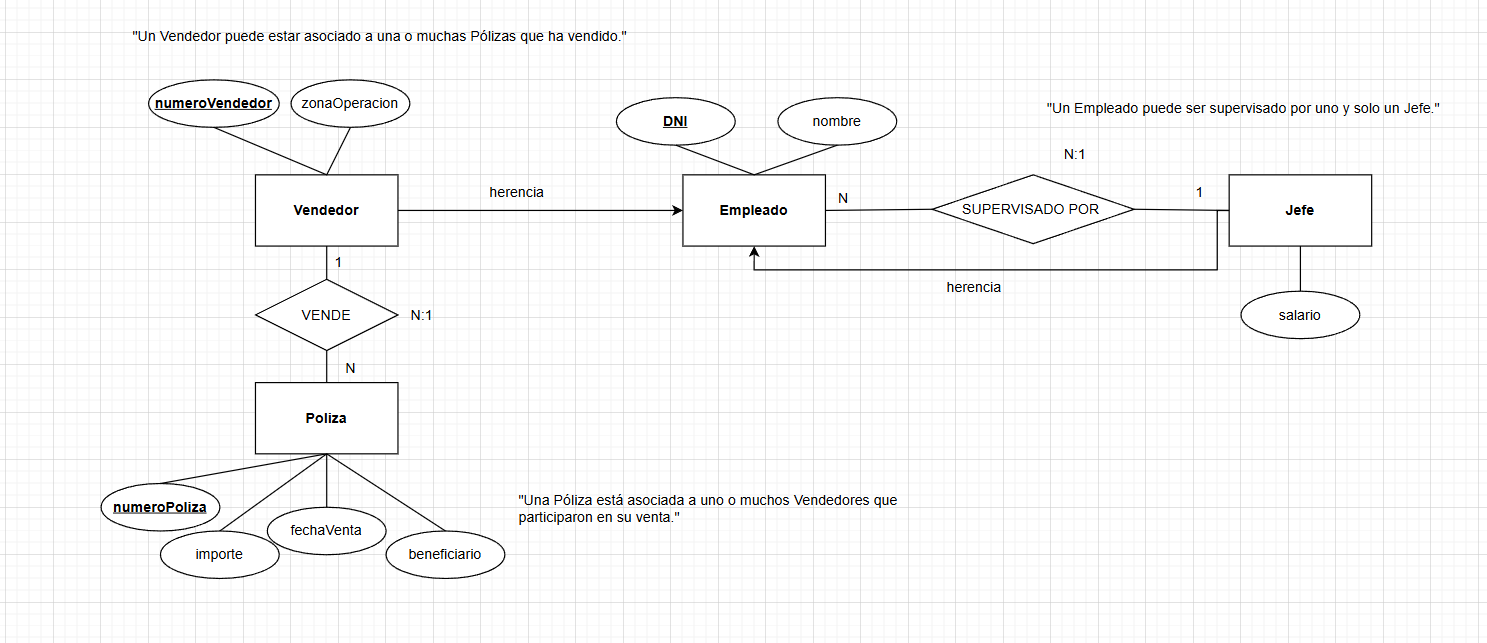 "Un Vendedor puede estar asociado a una o muchas Pólizas que ha vendido."
numeroVendedor
zonaOperacion
DNI
nombre
"Un Empleado puede ser supervisado por uno y solo un Jefe."
N:1
Vendedor
herencia
Empleado
N
SUPERVISADO POR
1
Jefe
1
herencia
VENDE
N:1
salario
N
Poliza
numeroPoliza
importe
fechaVenta
beneficiario
"Una Póliza está asociada a uno o muchos Vendedores que
participaron en su venta."